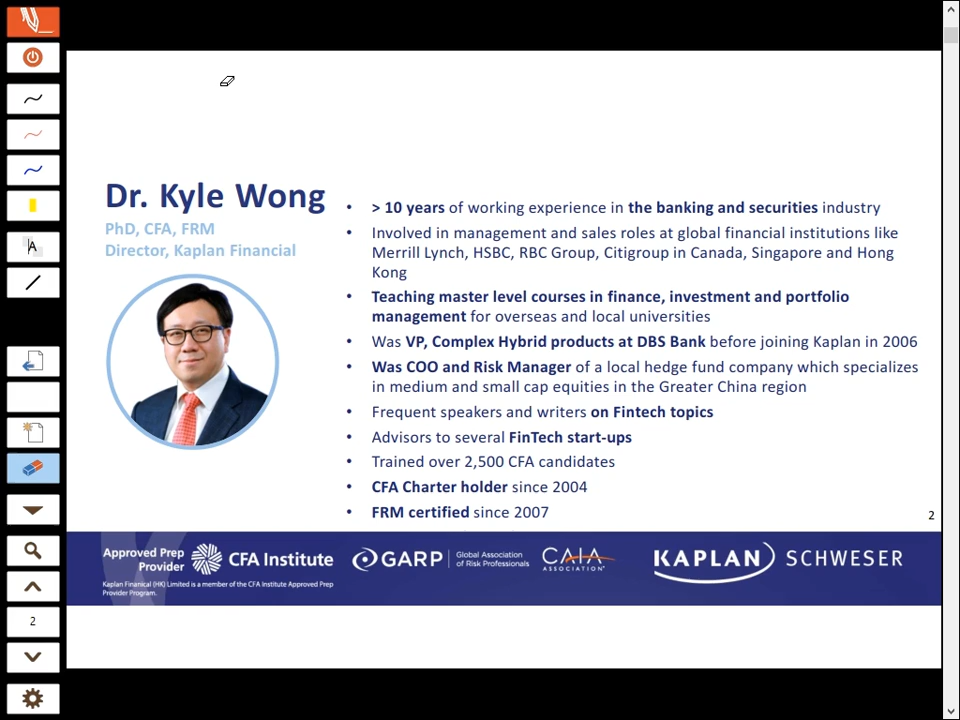 A
2
Dr. Kyle Wong
PhD, CFA, FRM
Director, Kaplan Financial
• > 10 years of working experience in the banking and securities industry
• Involved in management and sales roles at global financial institutions like
Merrill Lynch, HSBC, RBC Group, Citigroup in Canada, Singapore and Hong
Kong
• Teaching master level courses in finance, investment and portfolio
management for overseas and local universities
• Was VP, Complex Hybrid products at DBS Bank before joining Kaplan in 2006
• Was COO and Risk Manager of a local hedge fund company which specializes
in medium and small cap equities in the Greater China region
• Frequent speakers and writers on Fintech topics
• Advisors to several FinTech start-ups
• Trained over 2,500 CFA candidates
• CFA Charter holder since 2004
• FRM certified since 2007
2
Approved Prep
Provider
CFA Institute
Kaplan Finanical (HK) Limited is a member of the CFA Institute Approved Prep
Provider Program.
GARP
Global Association
of Risk Professionals
CAIA
ASSOCIATION®
KAPLAN SCHWESER